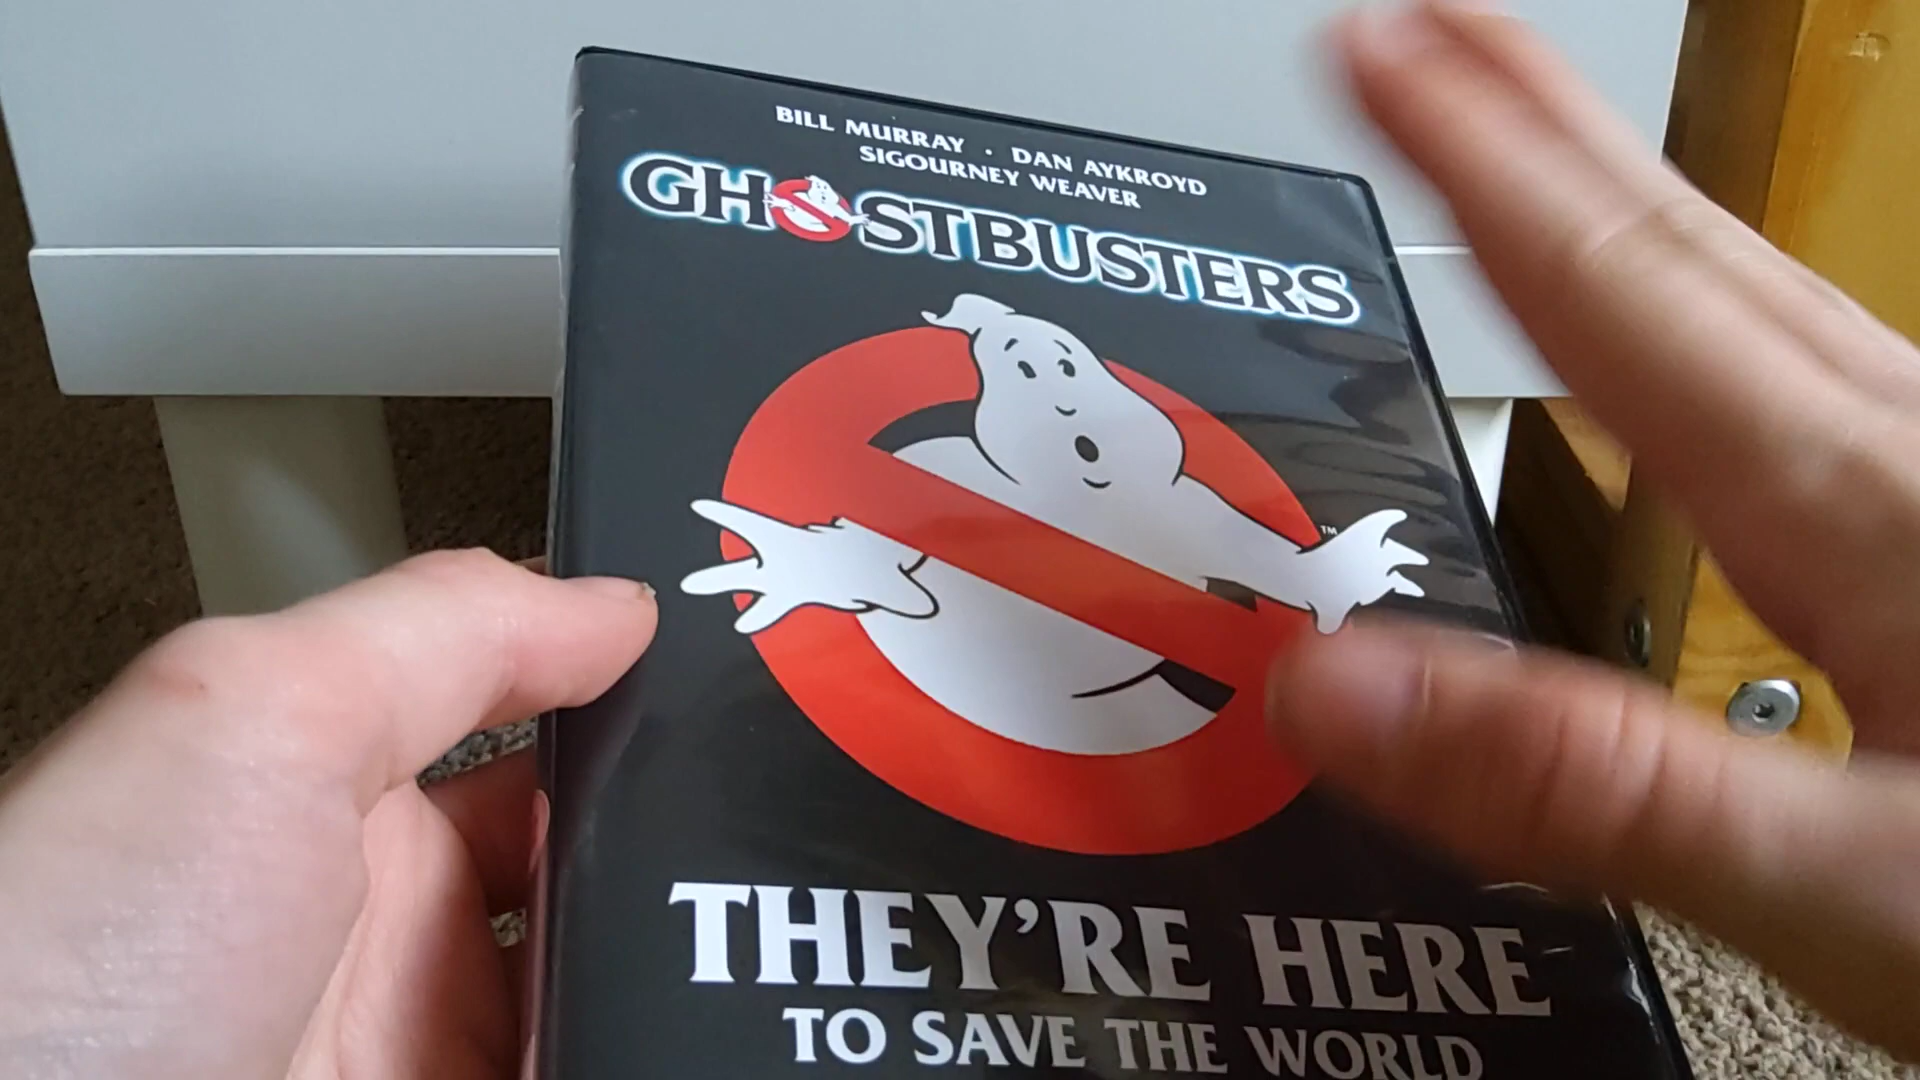 BILL MURRAY · DAN AYKROYD
SIGOURNEY WEAVER
GHOSTBUSTERS
TM
THEY'RE HERE
TO SAVE THE WORLD